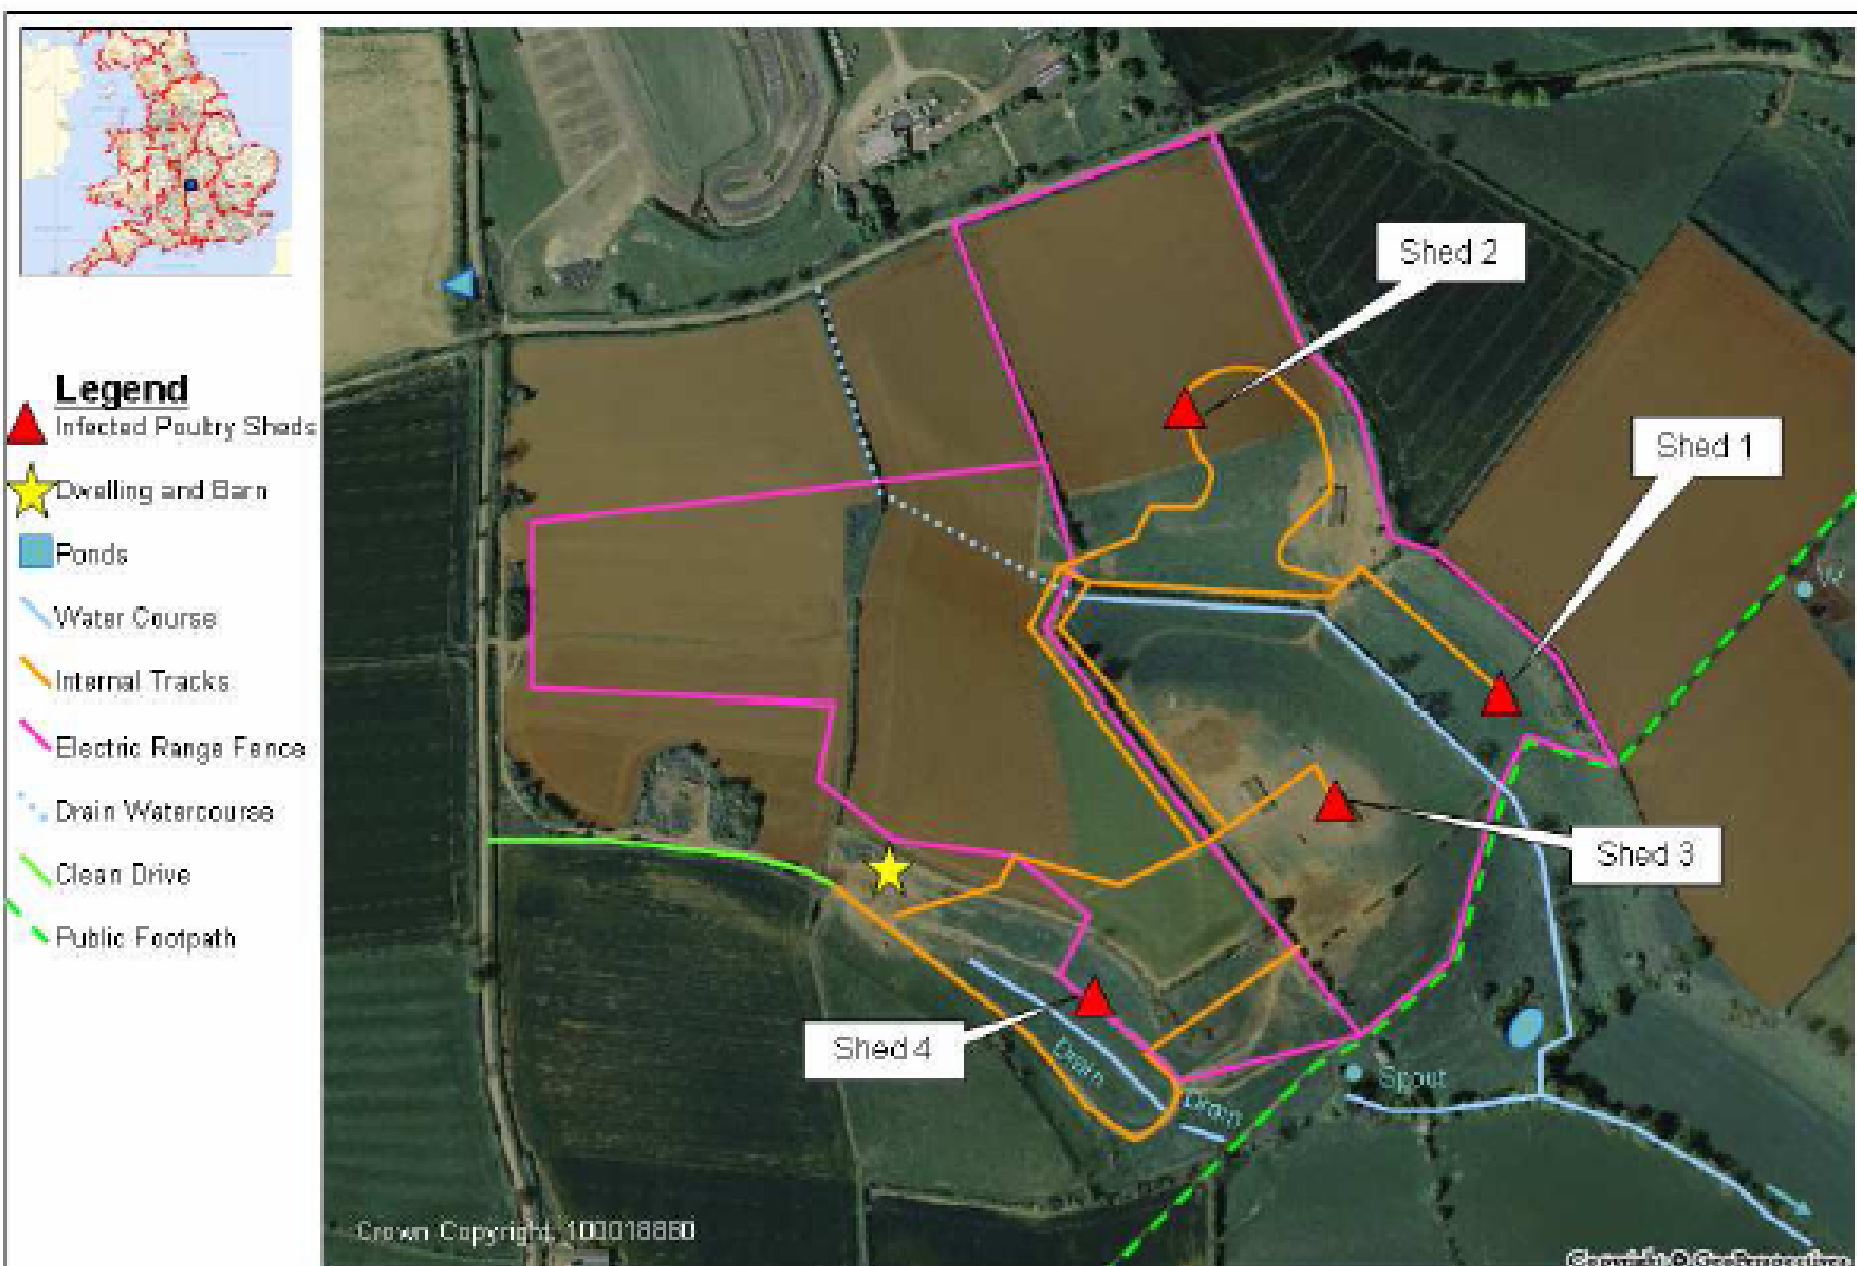 Legend
Infected Poultry Sheds
Dwelling and Barn
Ponds
Water Course
Internal Tracks
Electric Range Fence
Drain Watercourse
Clean Drive
Public Footpath
Shed 2
Shed 1
Shed 3
Shed 4
Drain
Drain
Spout
W
Crown Copyright, 100018880
Copyright ©